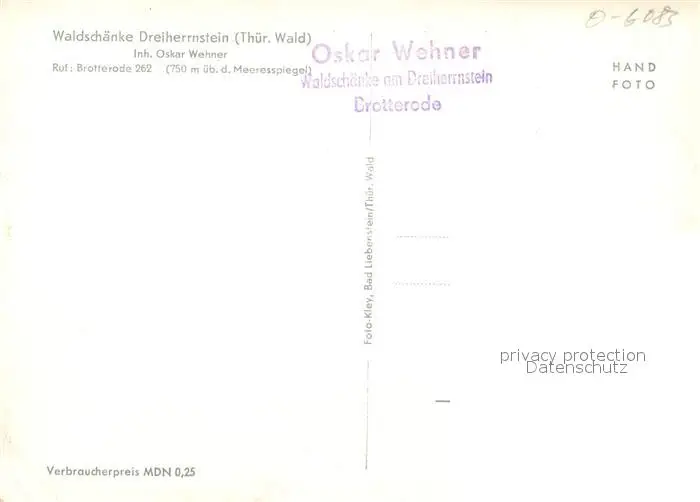 Waldschänke Dreiherrnstein (Thür. Wald)
Inh. Oskar Wehner
Ruf: Brotterode 262 (750 m üb. d. Meeresspiegel)
Oskar Wehner
Waldschänke am Dreiherrnstein
Brotterode
O-6085
HAND
FOTO
Foto-Kley, Bad Liebenstein/Thür. Wald
privacy protection
Datenschutz
Verbraucherpreis MDN 0,25